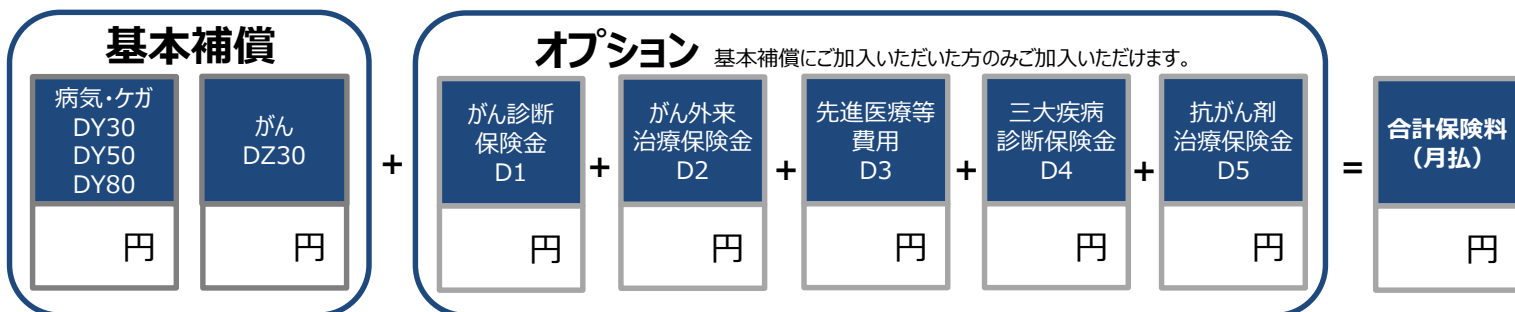 基本補償
病気・ケガ
DY30
DY50
DY80
円
がん
DZ30
円
+
オプション 基本補償にご加入いただいた方のみご加入いただけます。
がん診断
保険金
D1
円
+
がん外来
治療保険金
D2
円
+
先進医療等
費用
D3
円
+
三大疾病
診断保険金
D4
円
+
抗がん剤
治療保険金
D5
円
=
合計保険料
（月払）
円